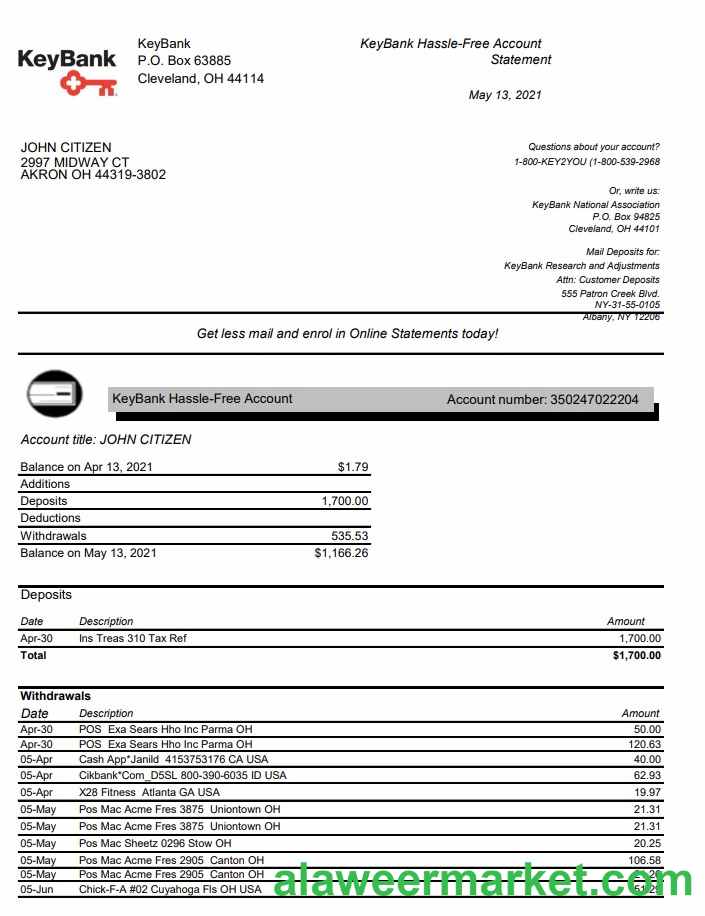 KeyBank
KeyBank
P.O. Box 63885
Cleveland, OH 44114
KeyBank Hassle-Free Account
Statement
May 13, 2021
JOHN CITIZEN
2997 MIDWAY CT
AKRON OH 44319-3802
Questions about your account?
1-800-KEY2YOU (1-800-539-2968
Or, write us:
KeyBank National Association
P.O. Box 94825
Cleveland, OH 44101
Mail Deposits for:
KeyBank Research and Adjustments
Attn: Customer Deposits
555 Patron Creek Blvd.
NY-31-55-0105
Albany, NY 12206
Get less mail and enrol in Online Statements today!
KeyBank Hassle-Free Account Account number: 350247022204
Account title: JOHN CITIZEN
Balance on Apr 13, 2021 $1.79
Additions
Deposits 1,700.00
Deductions
Withdrawals 535.53
Balance on May 13, 2021 $1,166.26
Deposits
Date Description Amount
Apr-30 Ins Treas 310 Tax Ref 1,700.00
Total $1,700.00
Withdrawals
Date Description Amount
Apr-30 POS Exa Sears Hho Inc Parma OH 50.00
Apr-30 POS Exa Sears Hho Inc Parma OH 120.63
05-Apr Cash App*Janild 4153753176 CA USA 40.00
05-Apr Cikbank*Com_D5SL 800-390-6035 ID USA 62.93
05-Apr X28 Fitness Atlanta GA USA 19.97
05-May Pos Mac Acme Fres 3875 Uniontown OH 21.31
05-May Pos Mac Acme Fres 3875 Uniontown OH 21.31
05-May Pos Mac Sheetz 0296 Stow OH 20.25
05-May Pos Mac Acme Fres 2905 Canton OH 106.58
05-May Pos Mac Acme Fres 2905 Canton OH
05-Jun Chick-F-A #02 Cuyahoga Fls OH USA
alaweermarket.com